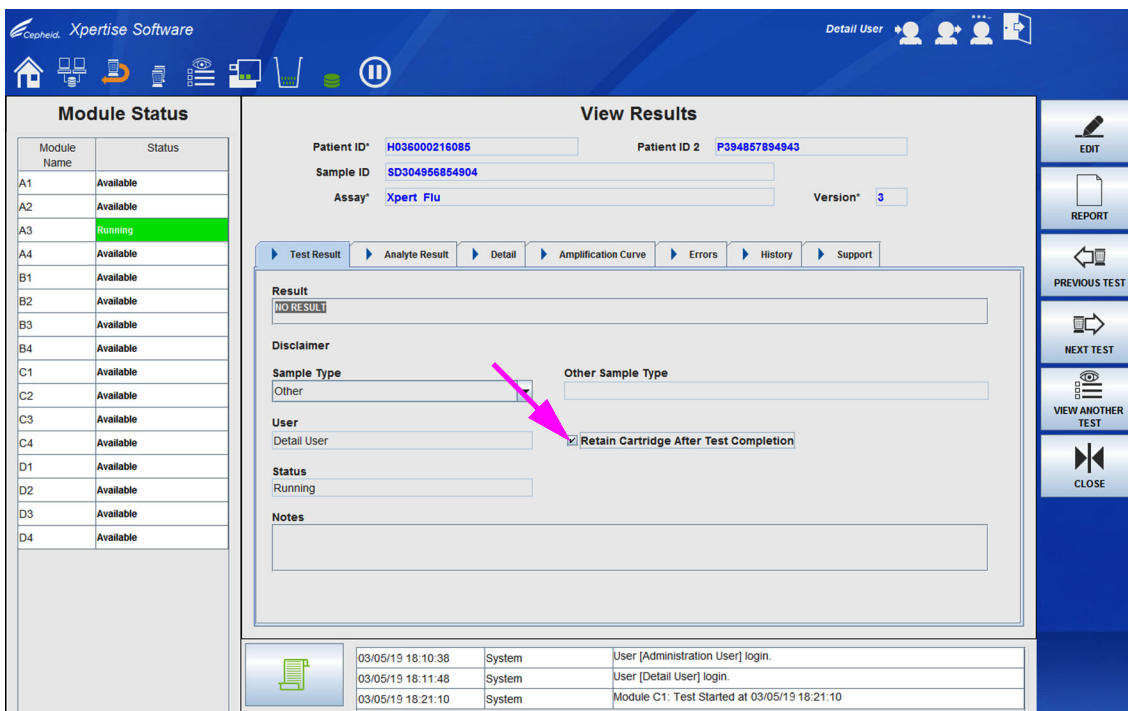 Cepheid. Xpertise Software
Detail User
Module Status
Module Name Status
A1 Available
A2 Available
A3 Running
A4 Available
B1 Available
B2 Available
B3 Available
B4 Available
C1 Available
C2 Available
C3 Available
C4 Available
D1 Available
D2 Available
D3 Available
D4 Available
View Results
Patient ID* H036000216085 Patient ID 2 P394857894943
Sample ID SD304956854904
Assay* Xpert Flu Version* 3
Test Result Analyte Result Detail Amplification Curve Errors History Support
Result
NO RESULT
Disclaimer
Sample Type Other Sample Type
Other
User
Detail User Retain Cartridge After Test Completion
Status
Running
Notes
03/05/19 18:10:38 System User [Administration User] login.
03/05/19 18:11:48 System User [Detail User] login.
03/05/19 18:21:10 System Module C1: Test Started at 03/05/19 18:21:10
EDIT
REPORT
PREVIOUS TEST
NEXT TEST
VIEW ANOTHER
TEST
CLOSE